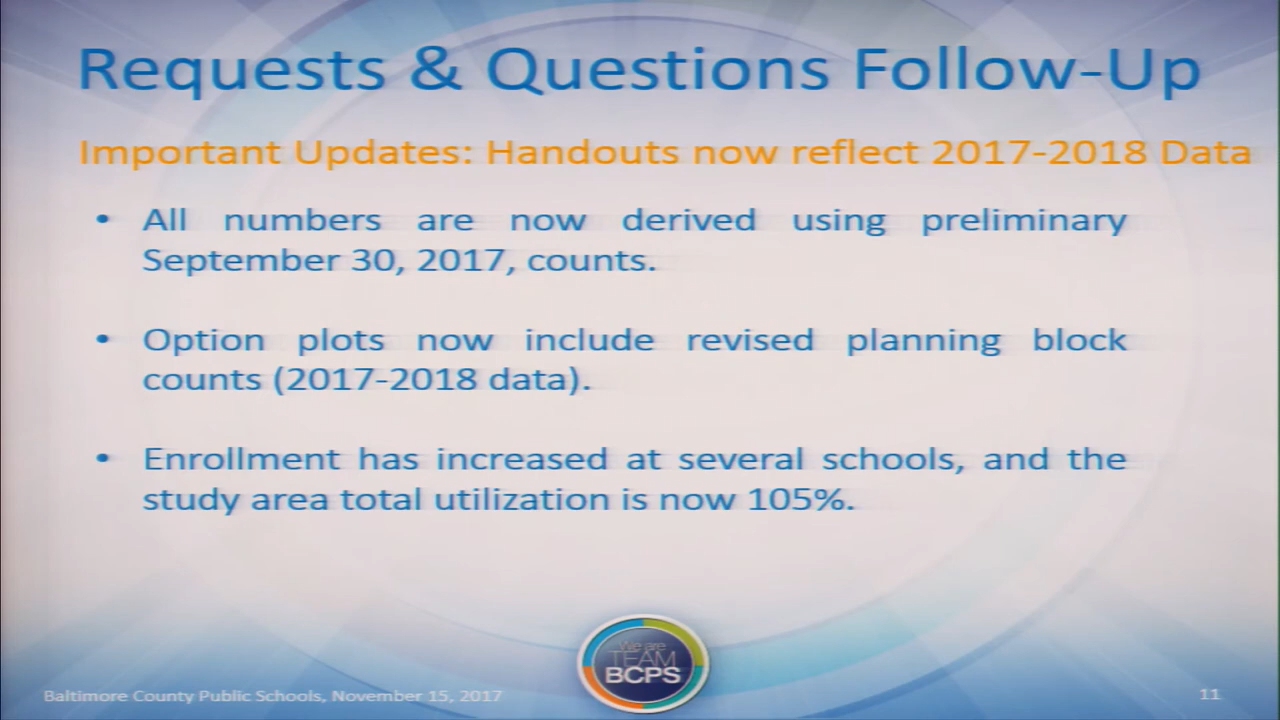 Requests & Questions Follow-Up
Important Updates: Handouts now reflect 2017-2018 Data
• All numbers are now derived using preliminary
September 30, 2017, counts.
• Option plots now include revised planning block
counts (2017-2018 data).
• Enrollment has increased at several schools, and the
study area total utilization is now 105%.
We are
TEAM
BCPS
Baltimore County Public Schools, November 15, 2017
11